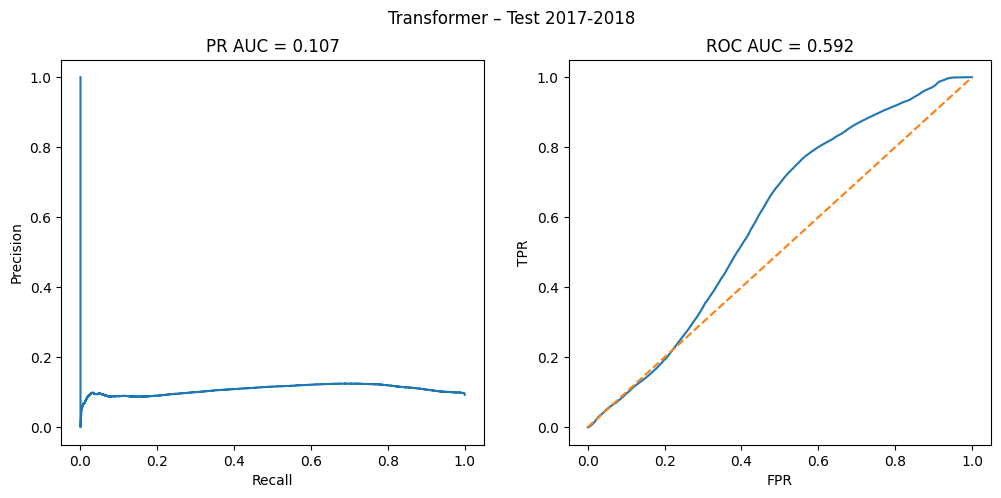 Transformer – Test 2017-2018
PR AUC = 0.107
1.0
0.8
0.6
0.4
0.2
0.0
Precision
0.0 0.2 0.4 0.6 0.8 1.0
Recall
ROC AUC = 0.592
1.0
0.8
0.6
0.4
0.2
0.0
TPR
0.0 0.2 0.4 0.6 0.8 1.0
FPR